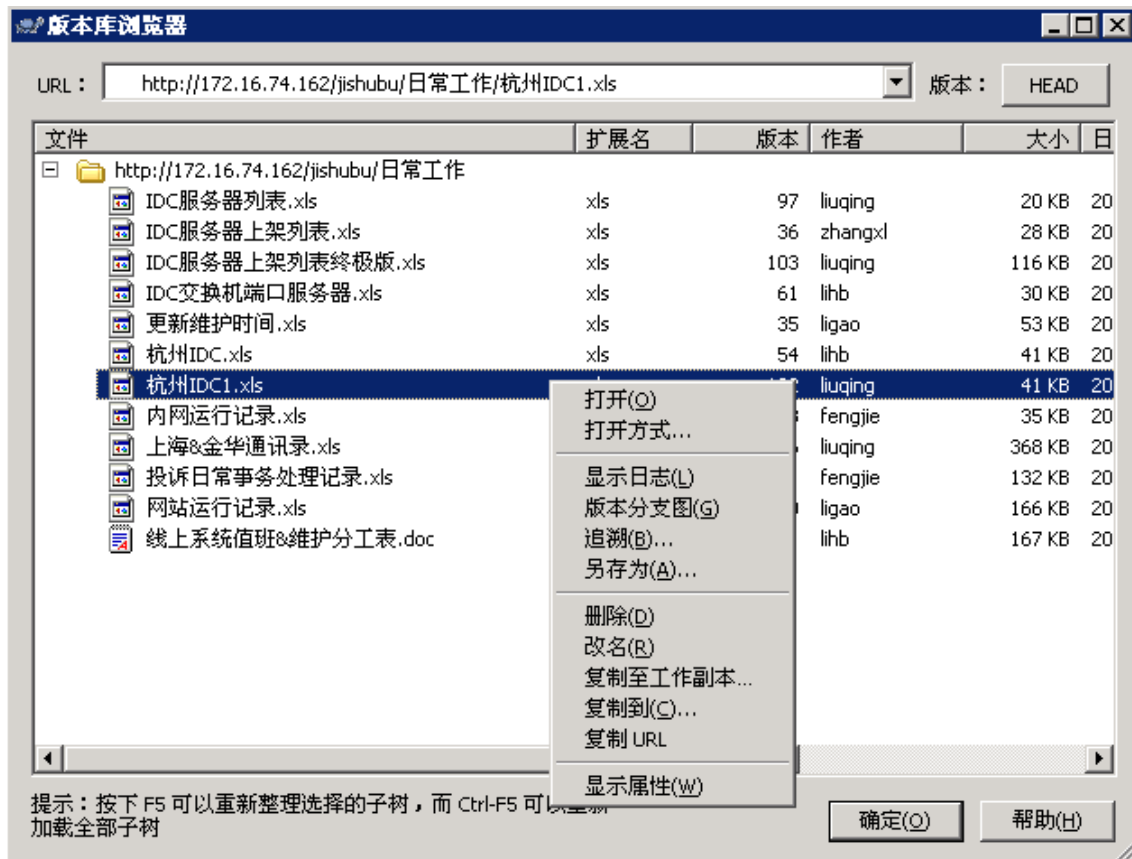 版本库浏览器
URL： http://172.16.74.162/jishubu/日常工作/杭州IDC1.xls 版本： HEAD
文件 扩展名 版本 作者 大小 日
http://172.16.74.162/jishubu/日常工作
IDC服务器列表.xls xls 97 liuqing 20 KB 20
IDC服务器上架列表.xls xls 36 zhangxl 28 KB 20
IDC服务器上架列表终极版.xls xls 103 liuqing 116 KB 20
IDC交换机端口服务器.xls xls 61 lihb 30 KB 20
更新维护时间.xls xls 35 ligao 53 KB 20
杭州IDC.xls xls 54 lihb 41 KB 20
杭州IDC1.xls liuqing 41 KB 20
内网运行记录.xls fengjie 35 KB 20
上海&金华通讯录.xls liuqing 368 KB 20
投诉日常事务处理记录.xls fengjie 132 KB 20
网站运行记录.xls ligao 166 KB 20
线上系统值班&维护分工表.doc lihb 167 KB 20
打开(O)
打开方式...
显示日志(L)
版本分支图(G)
追溯(B)...
另存为(A)...
删除(D)
改名(R)
复制至工作副本...
复制到(C)...
复制 URL
显示属性(W)
提示：按下 F5 可以重新整理选择的子树，而 Ctrl-F5 可以重新
加载全部子树
确定(O) 帮助(H)